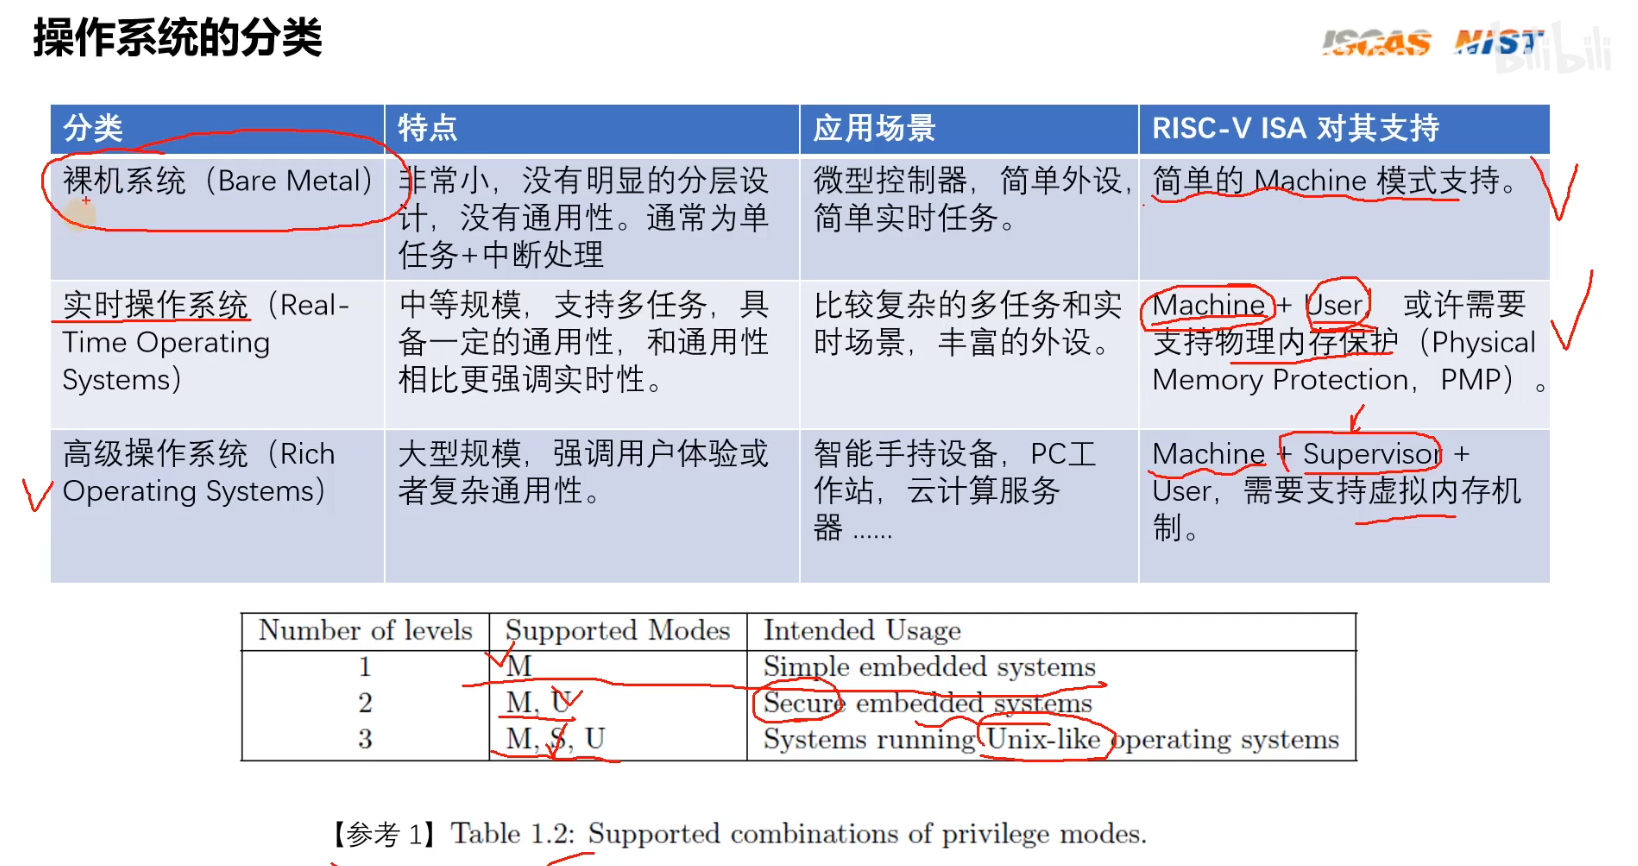 操作系统的分类
ISCAS MIST
bilibili
分类
特点
应用场景
RISC-V ISA 对其支持
裸机系统（Bare Metal）
非常小，没有明显的分层设
计，没有通用性。通常为单
任务+中断处理
微型控制器，简单外设，
简单实时任务。
简单的 Machine 模式支持。
实时操作系统（Real-
Time Operating
Systems）
中等规模，支持多任务，具
备一定的通用性，和通用性
相比更强调实时性。
比较复杂的多任务和实
时场景，丰富的外设。
Machine + User 或许需要
支持物理内存保护（Physical
Memory Protection，PMP）。
高级操作系统（Rich
Operating Systems）
大型规模，强调用户体验或
者复杂通用性。
智能手持设备，PC工
作站，云计算服务
器 ......
Machine + Supervisor +
User，需要支持虚拟内存机
制。
Number of levels
Supported Modes
Intended Usage
1
M
Simple embedded systems
2
M, U
Secure embedded systems
3
M, S, U
Systems running Unix-like operating systems
【参考 1】Table 1.2: Supported combinations of privilege modes.